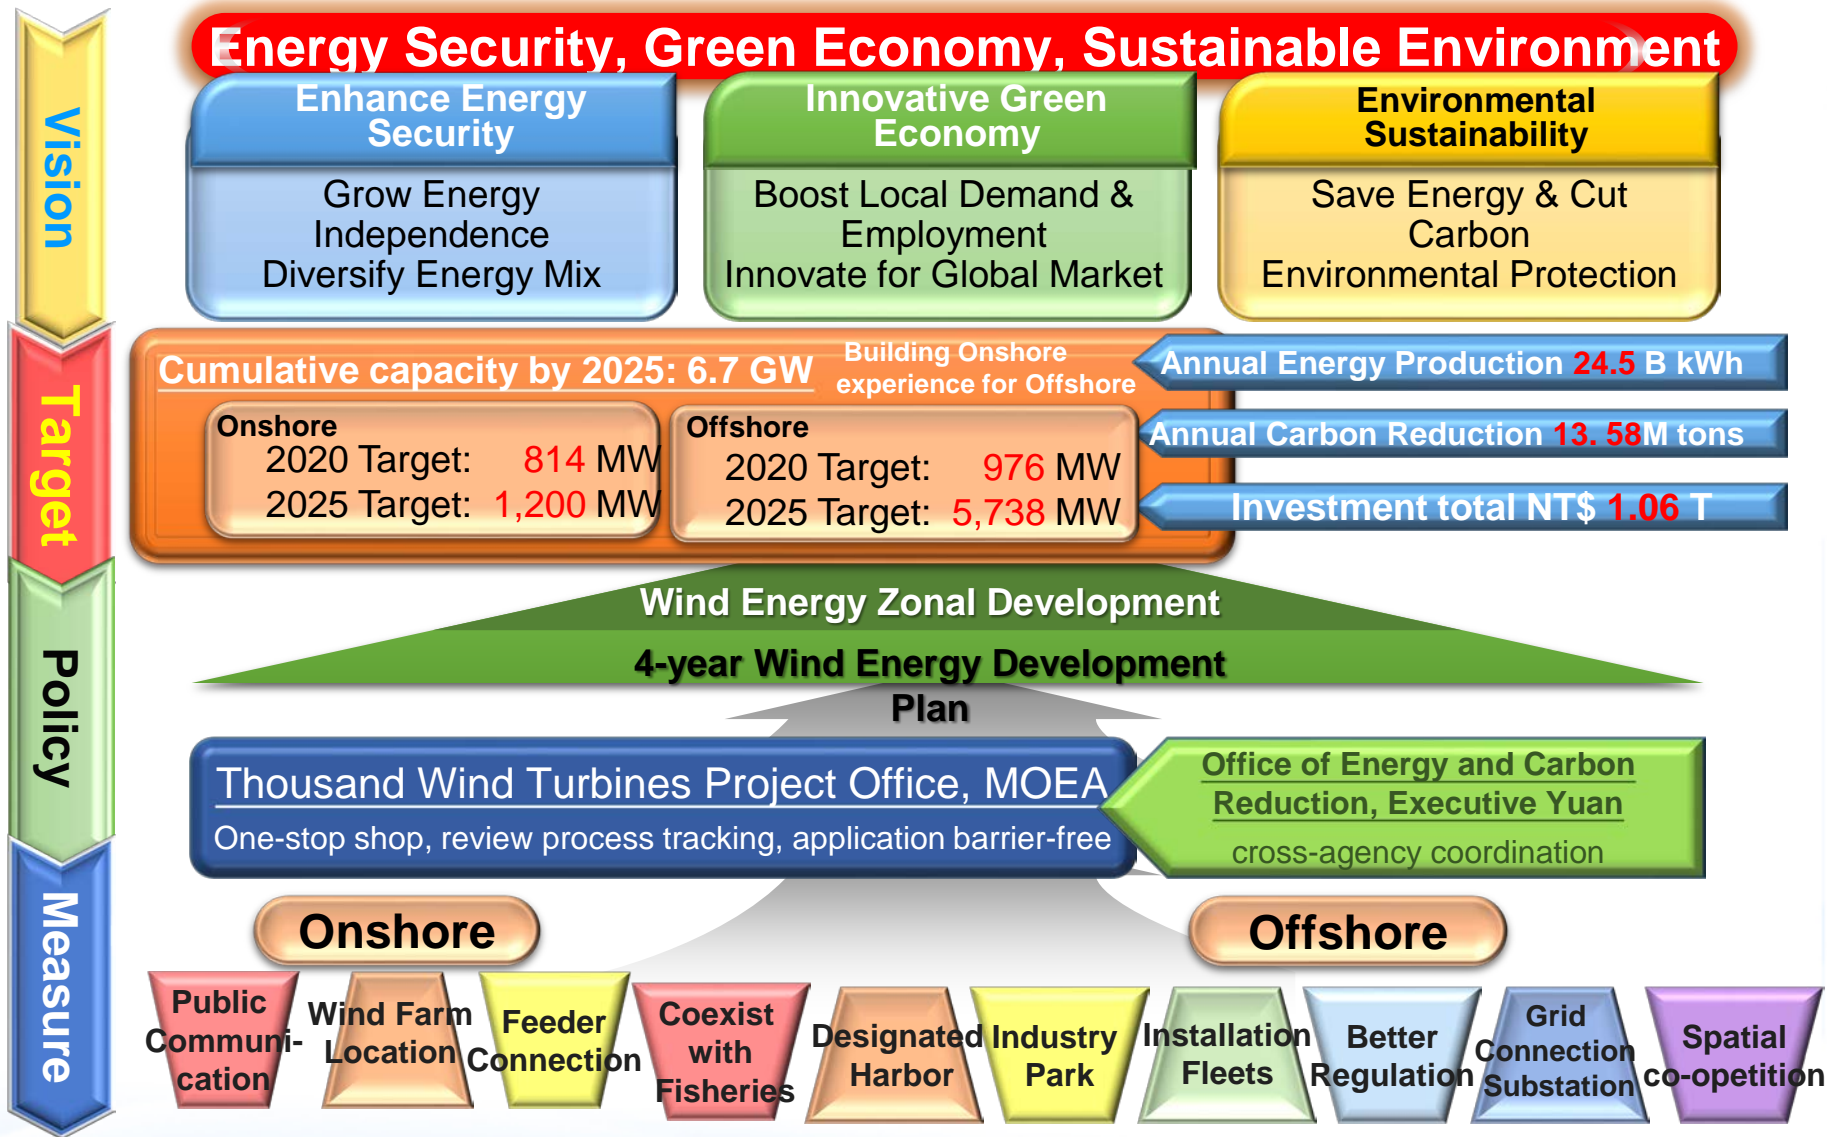 Energy Security, Green Economy, Sustainable Environment
Vision
Enhance Energy
Security
Grow Energy
Independence
Diversify Energy Mix
Innovative Green
Economy
Boost Local Demand &
Employment
Innovate for Global Market
Environmental
Sustainability
Save Energy & Cut
Carbon
Environmental Protection
Target
Cumulative capacity by 2025: 6.7 GW
Building Onshore
experience for Offshore
Onshore
2020 Target: 814 MW
2025 Target: 1,200 MW
Offshore
2020 Target: 976 MW
2025 Target: 5,738 MW
Annual Energy Production 24.5 B kWh
Annual Carbon Reduction 13. 58M tons
Investment total NT$ 1.06 T
Policy
Wind Energy Zonal Development
4-year Wind Energy Development
Plan
Thousand Wind Turbines Project Office, MOEA
One-stop shop, review process tracking, application barrier-free
Office of Energy and Carbon
Reduction, Executive Yuan
cross-agency coordination
Measure
Onshore
Public
Communi-
cation
Wind Farm
Location
Feeder
Connection
Offshore
Coexist
with
Fisheries
Designated
Harbor
Industry
Park
Installation
Fleets
Better
Regulation
Grid
Connection
Substation
Spatial
co-opetition